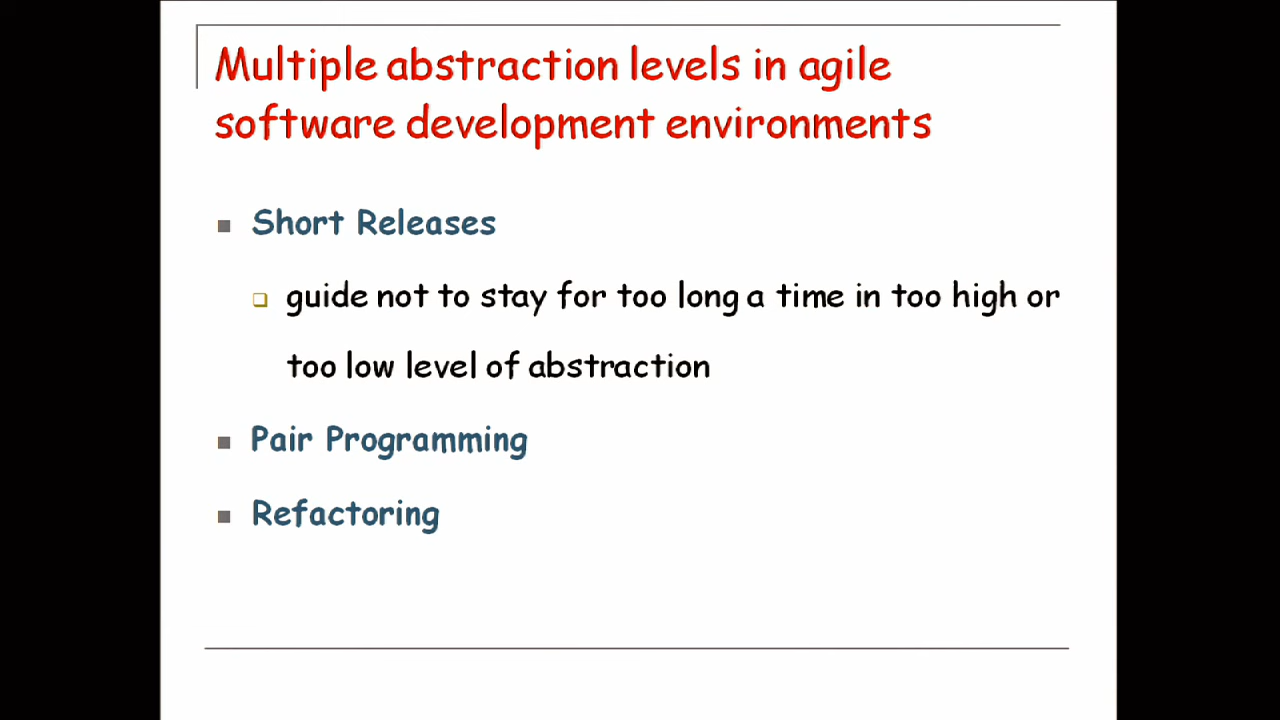 Multiple abstraction levels in agile
software development environments
Short Releases
guide not to stay for too long a time in too high or
too low level of abstraction
Pair Programming
Refactoring